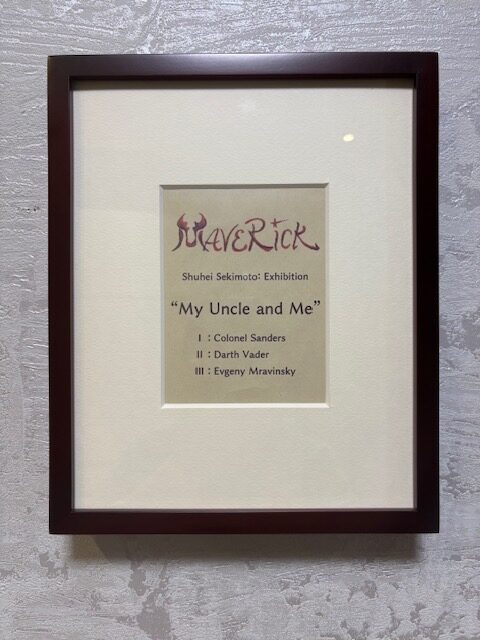 MAVERICK
Shuhei Sekimoto: Exhibition
“My Uncle and Me”
I : Colonel Sanders
II : Darth Vader
III : Evgeny Mravinsky